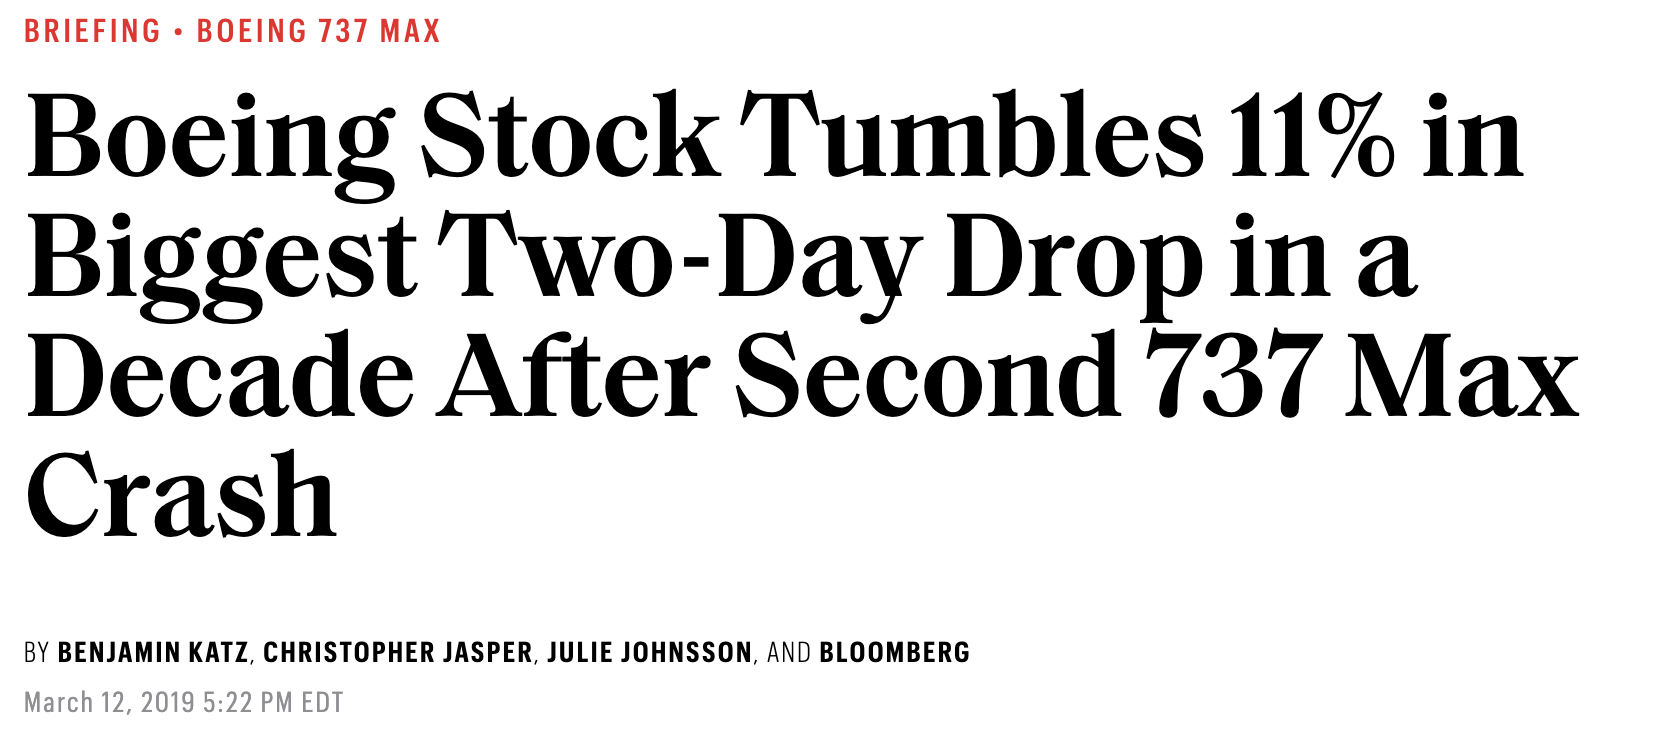 BRIEFING • BOEING 737 MAX
Boeing Stock Tumbles 11% in
Biggest Two-Day Drop in a
Decade After Second 737 Max
Crash
BY BENJAMIN KATZ, CHRISTOPHER JASPER, JULIE JOHNSSON, AND BLOOMBERG
March 12, 2019 5:22 PM EDT